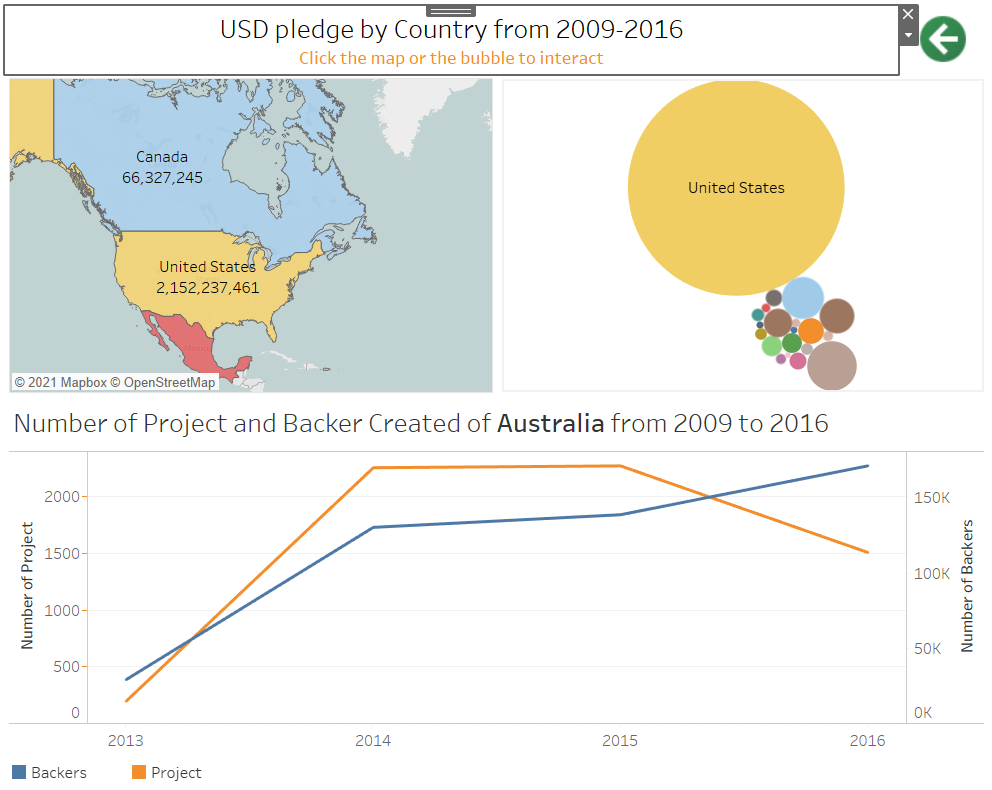 USD pledge by Country from 2009-2016
Click the map or the bubble to interact
Canada
66,327,245
United States
2,152,237,461
© 2021 Mapbox © OpenStreetMap
United States
Number of Project and Backer Created of Australia from 2009 to 2016
Number of Project
2000
1500
1000
500
0
150K
100K
50K
0K
Number of Backers
2013
2014
2015
2016
Backers
Project